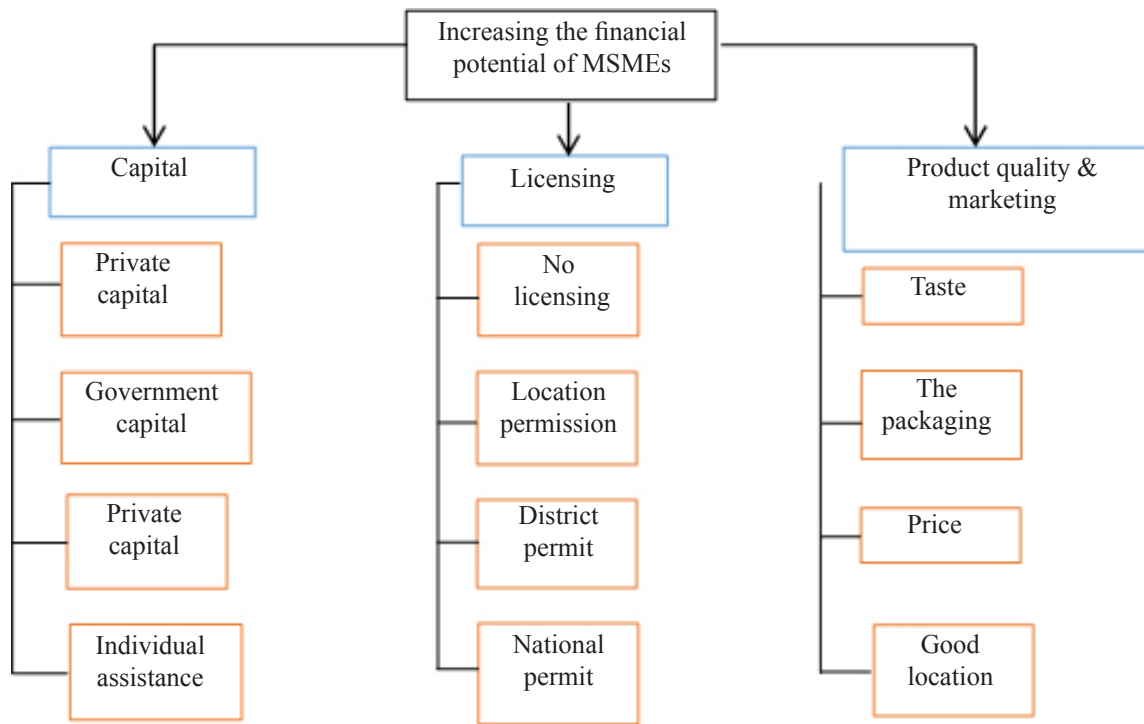 Increasing the financial
potential of MSMEs
Capital
Private
capital
Government
capital
Private
capital
Individual
assistance
Licensing
No
licensing
Location
permission
District
permit
National
permit
Product quality &
marketing
Taste
The
packaging
Price
Good
location